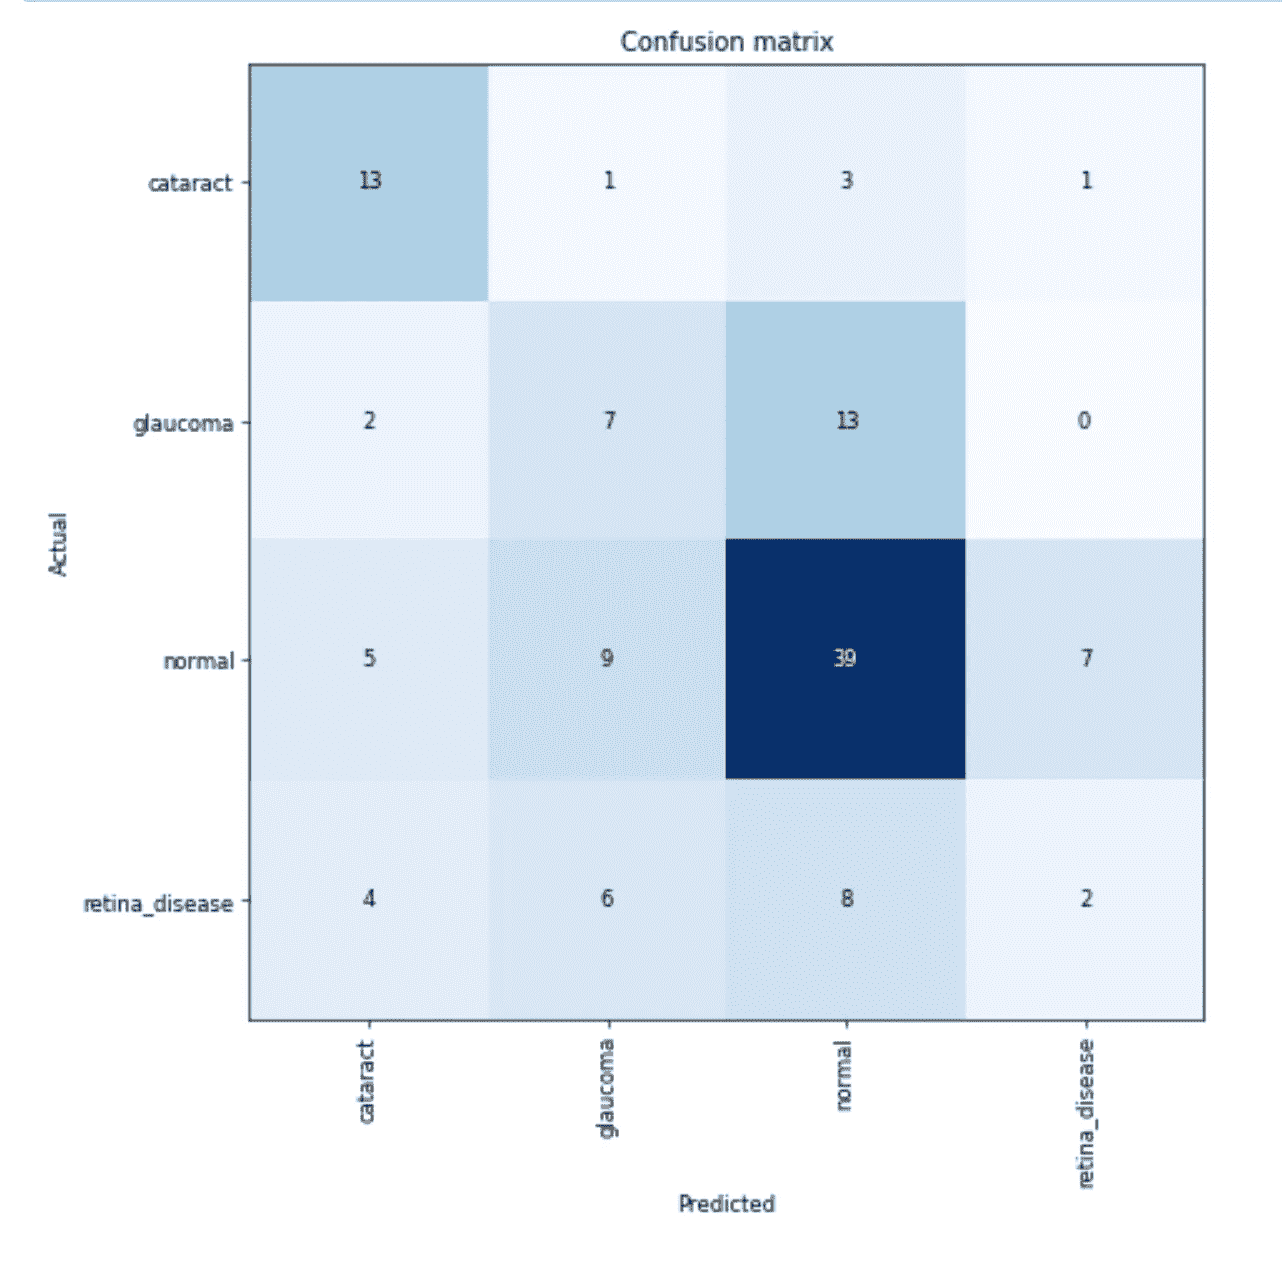 Confusion matrix
cataract 13 1 3 1
glaucoma 2 7 13 0
Actual
normal 5 9 39 7
retina_disease 4 6 8 2
cataract glaucoma normal retina_disease
Predicted